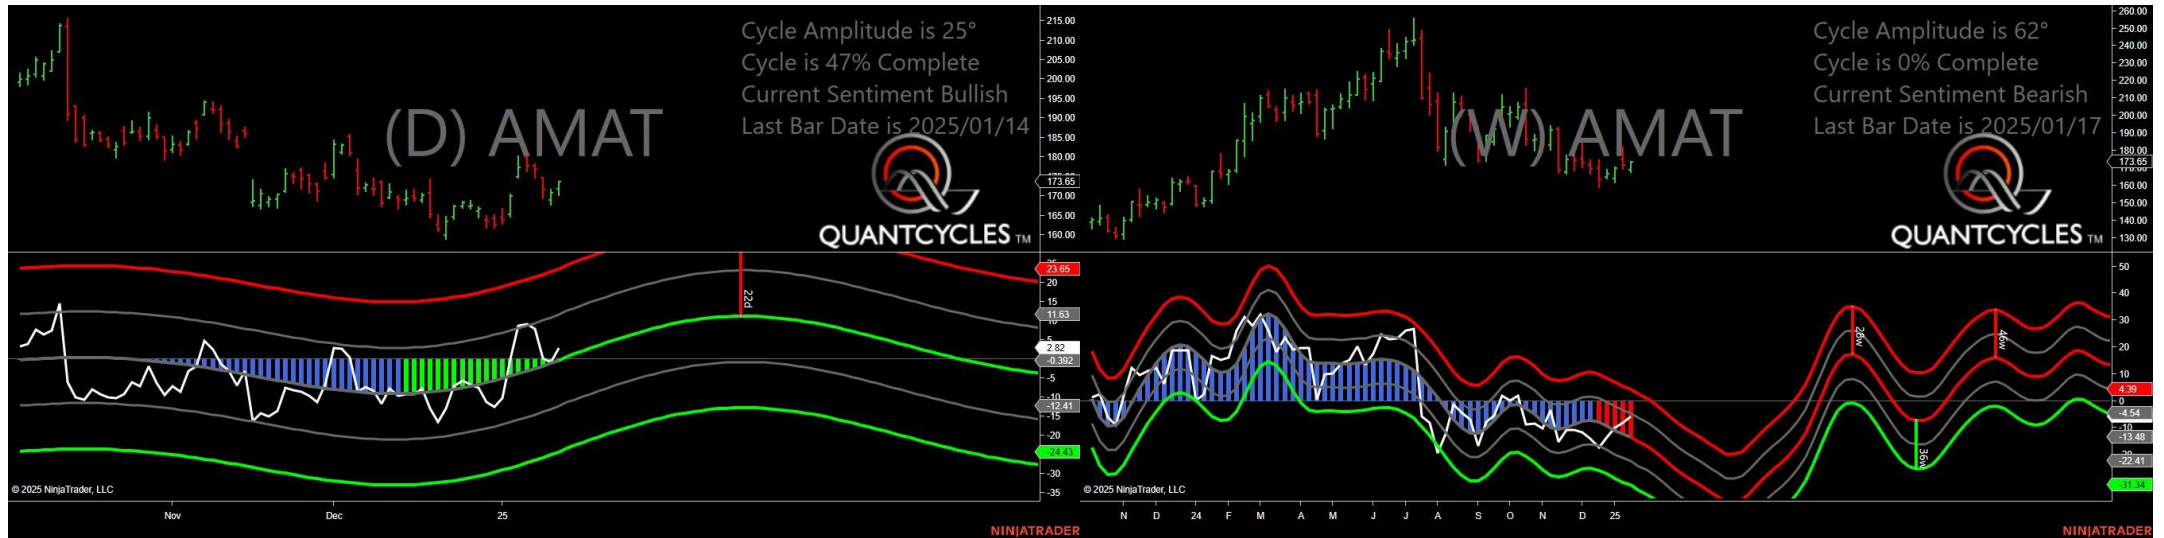 Cycle Amplitude is 25°
Cycle is 47% Complete
Current Sentiment Bullish
Last Bar Date is 2025/01/14
(D) AMAT
QUANTCYCLES TM
215.00
210.00
205.00
200.00
195.00
190.00
185.00
180.00
173.65
170.00
165.00
160.00
23.65
20
15
11.63
2.82
-0.392
-5
-10
-12.41
-15
-20
-24.43
-30
-35
22d
© 2025 NinjaTrader, LLC
Nov
Dec
25
NINJATRADER
Cycle Amplitude is 62°
Cycle is 0% Complete
Current Sentiment Bearish
Last Bar Date is 2025/01/17
(W) AMAT
QUANTCYCLES TM
260.00
250.00
240.00
230.00
220.00
210.00
200.00
190.00
180.00
173.65
160.00
150.00
140.00
130.00
50
40
30
20
10
4.39
0
-4.54
-13.48
-22.41
-31.34
46w
36w
© 2025 NinjaTrader, LLC
N D 24 F M A M J J A S O N D 25
NINJATRADER